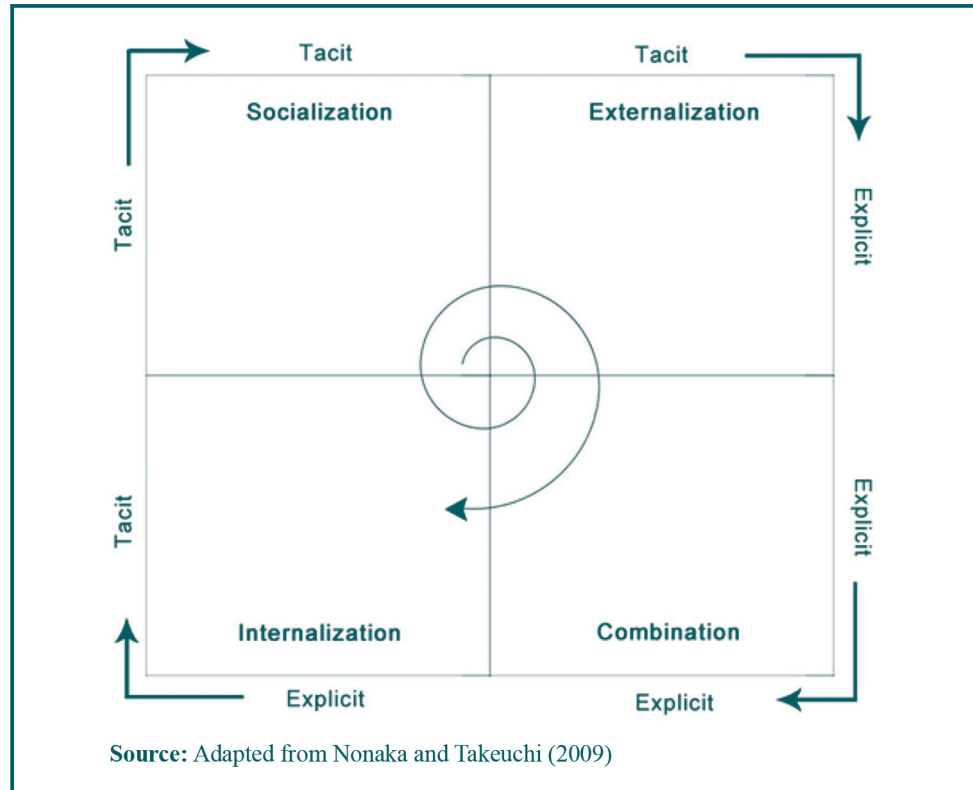 Tacit
Tacit
Socialization
Externalization
Tacit
Explicit
Tacit
Explicit
Internalization
Combination
Explicit
Explicit
Source: Adapted from Nonaka and Takeuchi (2009)